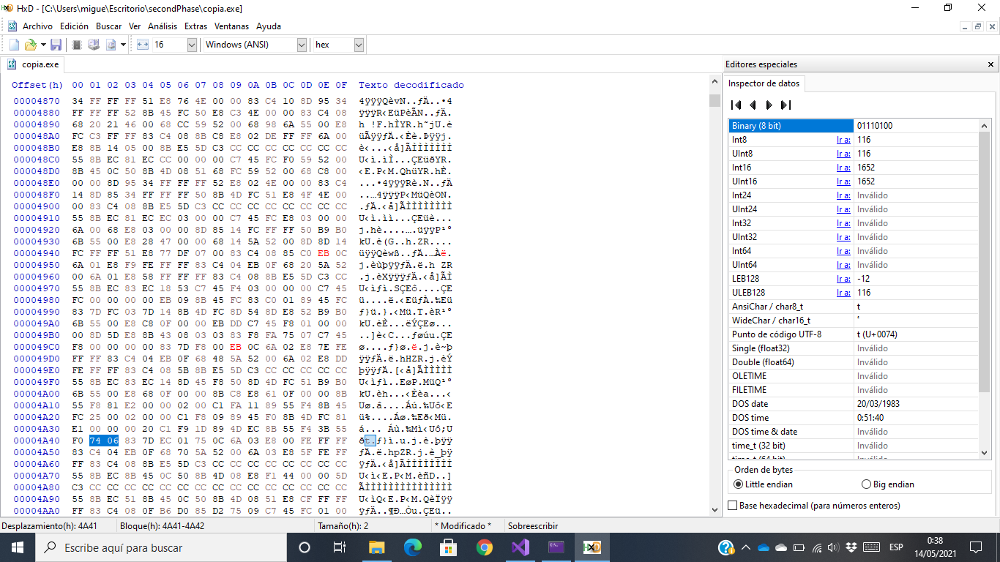 HxD - [C:\Users\migue\Escritorio\secondPhase\copia.exe]
Archivo Edición Buscar Ver Análisis Extras Ventanas Ayuda
16 Windows (ANSI) hex
copia.exe
Offset(h) 00 01 02 03 04 05 06 07 08 09 0A 0B 0C 0D 0E 0F Texto decodificado
00004870 34 FF FF FF 51 E8 76 4E 00 00 83 C4 10 8D 95 34 4ÿÿÿQèvN..ƒÄ..•4
00004880 FF FF FF 52 8B 45 FC 50 E8 C3 4E 00 00 83 C4 08 ÿÿÿR‹EüPèÃN..ƒÄ.
00004890 68 20 21 46 00 68 CC 59 52 00 68 98 6A 55 00 E8 h !F.hÌYR.h˜jU.è
000048A0 FC C3 FF FF 83 C4 08 8B C8 E8 02 DE FF FF 6A 00 üÃÿÿƒÄ.‹Èè.Þÿÿj.
000048B0 E8 8B 14 05 00 8B E5 5D C3 CC CC CC CC CC CC CC è‹...‹å]ÃÌÌÌÌÌÌÌ
000048C0 55 8B EC 81 EC CC 00 00 00 C7 45 FC F0 59 52 00 U‹ì.ìÌ...ÇEüðYR.
000048D0 8B 45 0C 50 8B 4D 08 51 68 FC 59 52 00 68 C8 00 ‹E.P‹M.QhüYR.hÈ.
000048E0 00 00 8D 95 34 FF FF FF 52 E8 02 4E 00 00 83 C4 ...•4ÿÿÿRè.N..ƒÄ
000048F0 14 8D 85 34 FF FF FF 50 8B 4D FC 51 E8 4F 4E 00 ..…4ÿÿÿP‹MüQèON.
00004900 00 83 C4 08 8B E5 5D C3 CC CC CC CC CC CC CC CC .ƒÄ.‹å]ÃÌÌÌÌÌÌÌÌ
00004910 55 8B EC 81 EC EC 03 00 00 C7 45 FC E8 03 00 00 U‹ì.ìì...ÇEüè...
00004920 6A 00 68 E8 03 00 00 8D 85 14 FC FF FF 50 B9 B0 j.hè....….üÿÿP¹°
00004930 6B 55 00 E8 28 47 00 00 68 14 5A 52 00 8D 8D 14 kU.è(G..h.ZR....
00004940 FC FF FF 51 E8 77 DF 07 00 83 C4 08 85 C0 EB 0C üÿÿQèwß..ƒÄ.…Àë.
00004950 6A 01 E8 F9 FE FF FF 83 C4 04 EB 0F 68 20 5A 52 j.èùþÿÿƒÄ.ë.h ZR
00004960 00 6A 01 E8 58 FF FF FF 83 C4 08 8B E5 5D C3 CC .j.èXÿÿÿƒÄ.‹å]ÃÌ
00004970 55 8B EC 83 EC 18 53 C7 45 F4 03 00 00 00 C7 45 U‹ìƒì.SÇEô....ÇE
00004980 FC 00 00 00 00 EB 09 8B 45 FC 83 C0 01 89 45 FC ü....ë.‹EüƒÀ.‰Eü
00004990 83 7D FC 03 7D 14 8B 4D FC 8D 54 8D E8 52 B9 B0 ƒ}ü.}.‹Mü.T.èR¹°
000049A0 6B 55 00 E8 C8 0F 00 00 EB DD C7 45 F8 01 00 00 kU.èÈ...ëÝÇEø...
000049B0 00 8D 5D E8 8B 43 08 03 03 83 F8 FA 75 07 C7 45 ..]è‹C...ƒøúu.ÇE
000049C0 F8 00 00 00 00 83 7D F8 00 EB 0C 6A 02 E8 7E FE ø....ƒ}ø.ë.j.è~þ
000049D0 FF FF 83 C4 04 EB 0F 68 48 5A 52 00 6A 02 E8 DD ÿÿƒÄ.ë.hHZR.j.èÝ
000049E0 FE FF FF 83 C4 08 5B 8B E5 5D C3 CC CC CC CC CC þÿÿƒÄ.[‹å]ÃÌÌÌÌÌ
000049F0 55 8B EC 83 EC 14 8D 45 F8 50 8D 4D FC 51 B9 B0 U‹ìƒì..EøP.MüQ¹°
00004A00 6B 55 00 E8 68 0F 00 00 8B C8 E8 61 0F 00 00 8B kU.èh...‹Èèa...‹
00004A10 55 F8 81 E2 00 00 02 00 C1 FA 11 89 55 F4 8B 45 Uø.â....Áú.‰Uô‹E
00004A20 FC 25 00 00 02 00 C1 F8 09 89 45 F0 8B 4D FC 81 ü%....Áø.‰Eð‹Mü.
00004A30 E1 00 00 00 20 C1 F9 1D 89 4D EC 8B 55 F4 3B 55 á... Áù.‰Mì‹Uô;U
00004A40 F0 74 06 83 7D EC 01 75 0C 6A 03 E8 00 FE FF FF ðt.ƒ}ì.u.j.è.þÿÿ
00004A50 83 C4 04 EB 0F 68 70 5A 52 00 6A 03 E8 5F FE FF ƒÄ.ë.hpZR.j.è_þÿ
00004A60 FF 83 C4 08 8B E5 5D C3 CC CC CC CC CC CC CC CC ÿƒÄ.‹å]ÃÌÌÌÌÌÌÌÌ
00004A70 55 8B EC 8B 45 0C 50 8B 4D 08 E8 F1 44 00 00 5D U‹ì‹E.P‹M.èñD..]
00004A80 C3 CC CC CC CC CC CC CC CC CC CC CC CC CC CC CC ÃÌÌÌÌÌÌÌÌÌÌÌÌÌÌÌ
00004A90 55 8B EC 51 8B 45 0C 50 8B 4D 08 51 E8 CF FF FF U‹ìQ‹E.P‹M.QèÏÿÿ
00004AA0 FF 83 C4 08 0F B6 D0 85 D2 75 09 C7 45 FC 01 00 ÿƒÄ..¶Ð…Òu.ÇEü..
Editores especiales
Inspector de datos
Binary (8 bit) 01110100
Int8 Ir a: 116
UInt8 Ir a: 116
Int16 Ir a: 1652
UInt16 Ir a: 1652
Int24 Ir a: Inválido
UInt24 Ir a: Inválido
Int32 Ir a: Inválido
UInt32 Ir a: Inválido
Int64 Ir a: Inválido
UInt64 Ir a: Inválido
LEB128 Ir a: -12
ULEB128 Ir a: 116
AnsiChar / char8_t t
WideChar / char16_t
Punto de código UTF-8 t (U+0074)
Single (float32) Inválido
Double (float64) Inválido
OLETIME Inválido
FILETIME Inválido
DOS date 20/03/1983
DOS time 0:51:40
DOS time & date Inválido
time_t (32 bit) Inválido
time_t (64 bit) Inválido
Orden de bytes
Little endian Big endian
Base hexadecimal (para números enteros)
Desplazamiento(h): 4A41 Bloque(h): 4A41-4A42 Tamaño(h): 2 * Modificado * Sobreescribir
Escribe aquí para buscar
ESP
0:38
14/05/2021